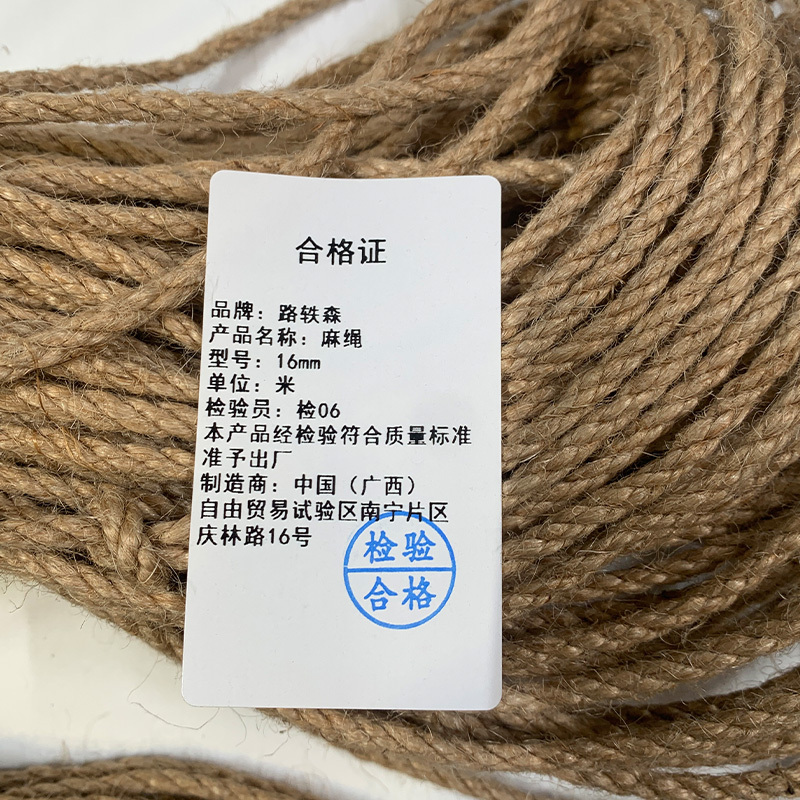 合格证
品牌：路轶森
产品名称：麻绳
型号：16mm
单位：米
检验员：检06
本产品经检验符合质量标准
准予出厂
制造商：中国（广西）
自由贸易试验区南宁片区
庆林路16号
检验
合格